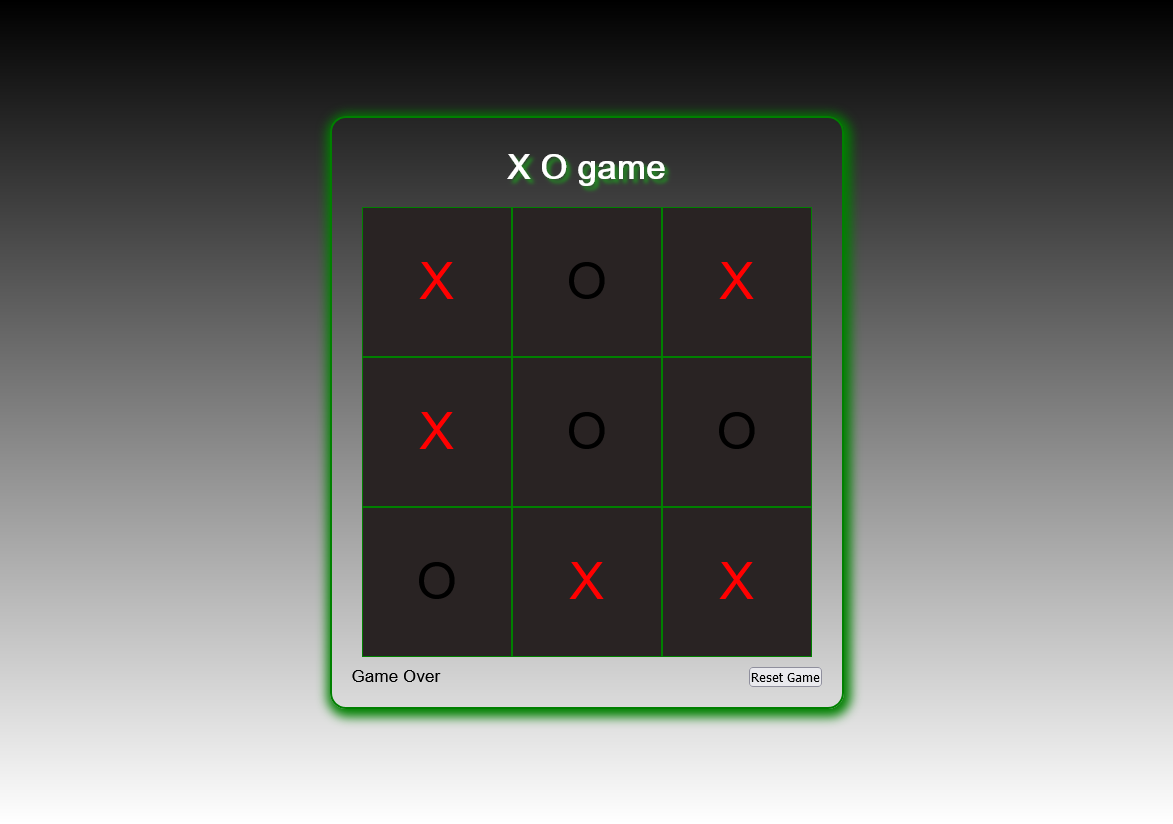 X O game
X O X
X O O
O X X
Game Over Reset Game